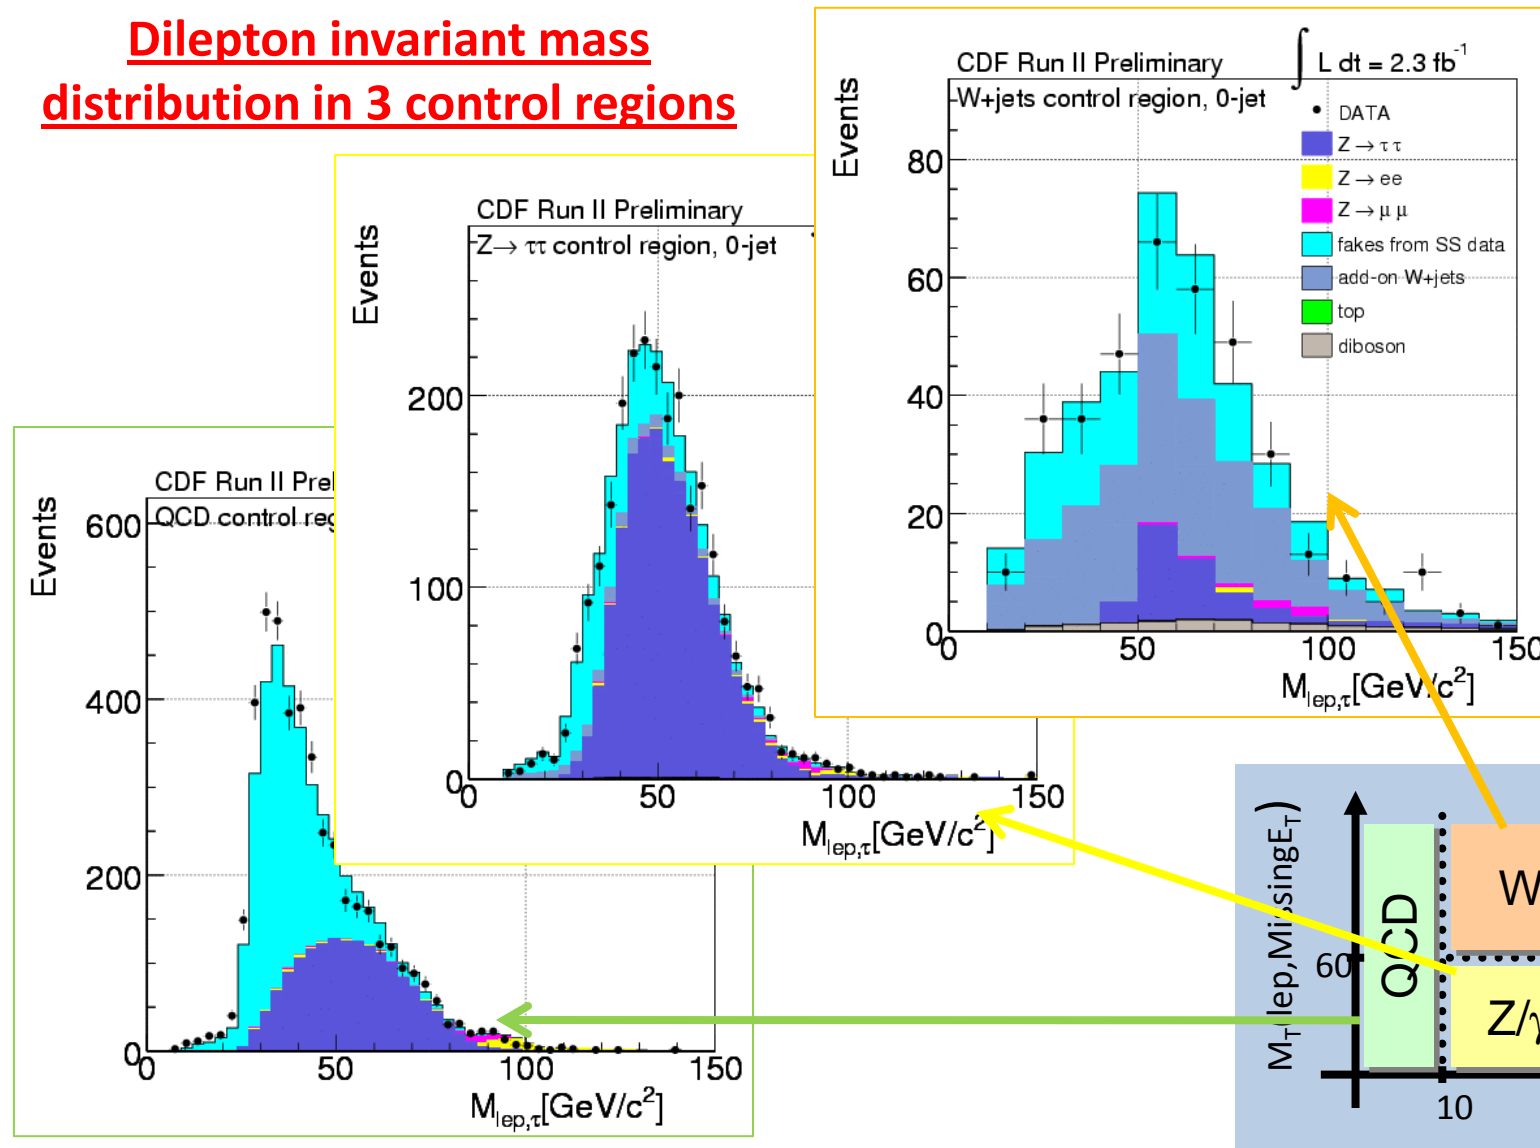 Dilepton invariant mass
distribution in 3 control regions
CDF Run II Preliminary
∫ L dt = 2.3 fb⁻¹
W+jets control region, 0-jet
DATA
Z → τ τ
Z → ee
Z → μ μ
fakes from SS data
add-on W+jets
top
diboson
Events
80
60
40
20
0
0 50 100 150
M_lep,τ[GeV/c²]
CDF Run II Preliminary
Z→ ττ control region, 0-jet
Events
200
100
0
0 50 100 150
M_lep,τ[GeV/c²]
CDF Run II Prel
QCD control reg
Events
600
400
200
0
0 50 100 150
M_lep,τ[GeV/c²]
M_T(lep,MissingE_T)
QCD
W
60
Z/γ
10